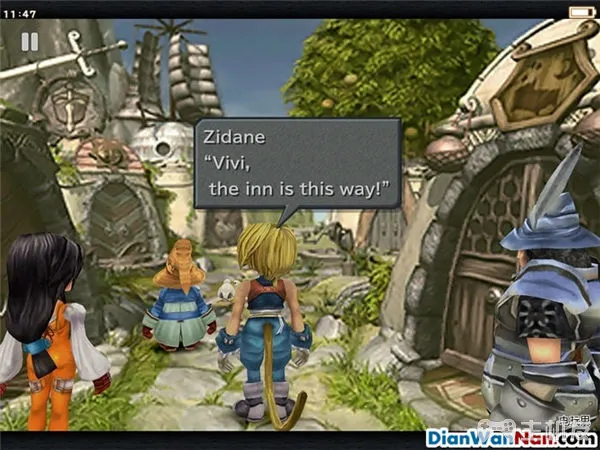 11:47
Zidane
“Vivi,
the inn is this way!”
DianWanNan.com